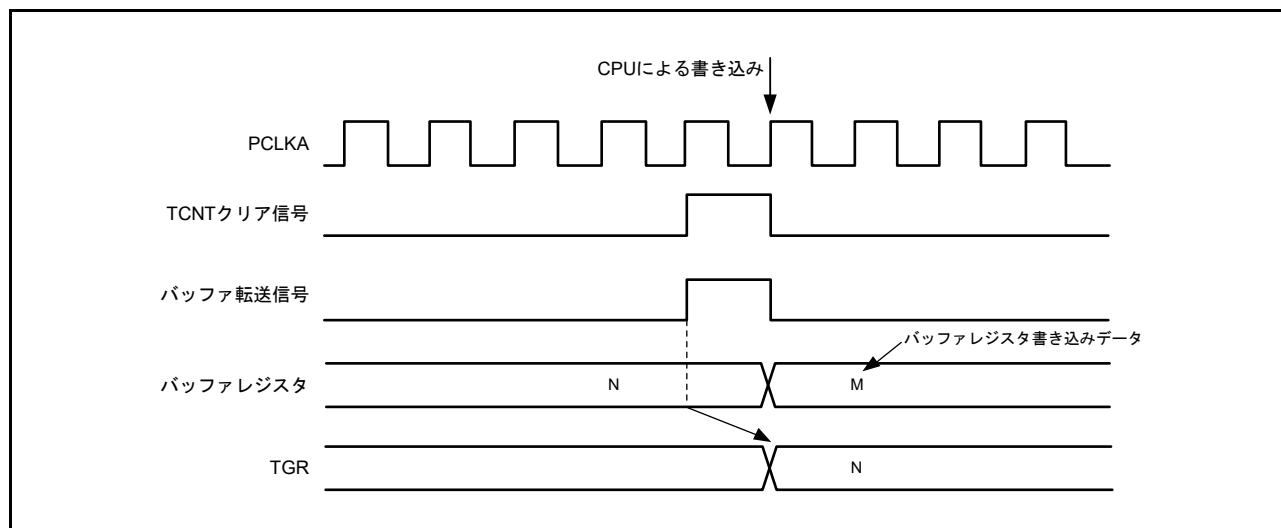 CPUによる書き込み
PCLKA
TCNTクリア信号
バッファ転送信号
バッファレジスタ書き込みデータ
バッファレジスタ
N
M
TGR
N